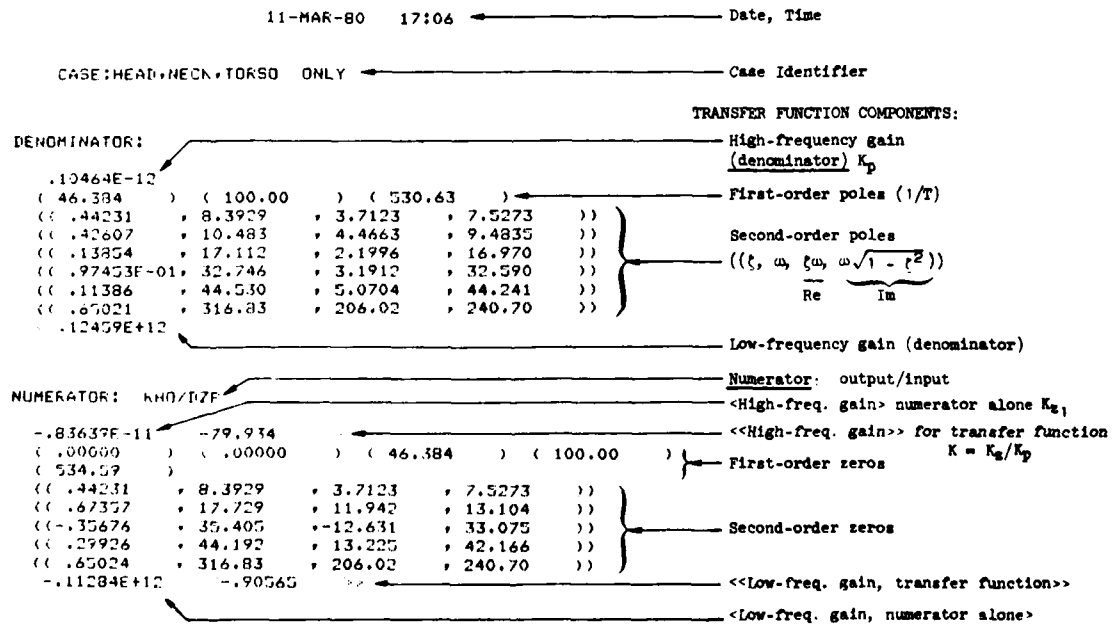 11-MAR-80 17:06 Date, Time
CASE:HEAD,NECK,TORSO ONLY Case Identifier
TRANSFER FUNCTION COMPONENTS:
DENOMINATOR:
High-frequency gain
(denominator) Kp
.10464E-12
( 46.384 ) ( 100.00 ) ( 530.63 ) First-order poles (1/T)
(( .44231 , 8.3929 , 3.7123 , 7.5273 ))
(( .42607 , 10.483 , 4.4663 , 9.4835 ))
(( .13854 , 17.112 , 2.1996 , 16.970 ))
(( .97453E-01, 32.746 , 3.1912 , 32.590 ))
(( .11386 , 44.530 , 5.0704 , 44.241 ))
(( .65021 , 316.83 , 206.02 , 240.70 ))
Second-order poles
((ζ, ω, ζω, ω√1 - ζ²))
Re Im
.12459E+12
Low-frequency gain (denominator)
NUMERATOR: Numerator: output/input
<High-freq. gain> numerator alone Kz1
-.83639E-11 -79.934 <<High-freq. gain>> for transfer function
K = Kz/Kp
( .00000 ) ( .00000 ) ( 46.384 ) ( 100.00 )
( 534.59 )
First-order zeros
(( .44231 , 8.3929 , 3.7123 , 7.5273 ))
(( .67357 , 17.729 , 11.942 , 13.104 ))
((-.35676 , 35.405 ,-12.631 , 33.075 ))
(( .29926 , 44.192 , 13.225 , 42.166 ))
(( .65024 , 316.83 , 206.02 , 240.70 ))
Second-order zeros
-.11284E+12 -.90565 >> <<Low-freq. gain, transfer function>>
<Low-freq. gain, numerator alone>